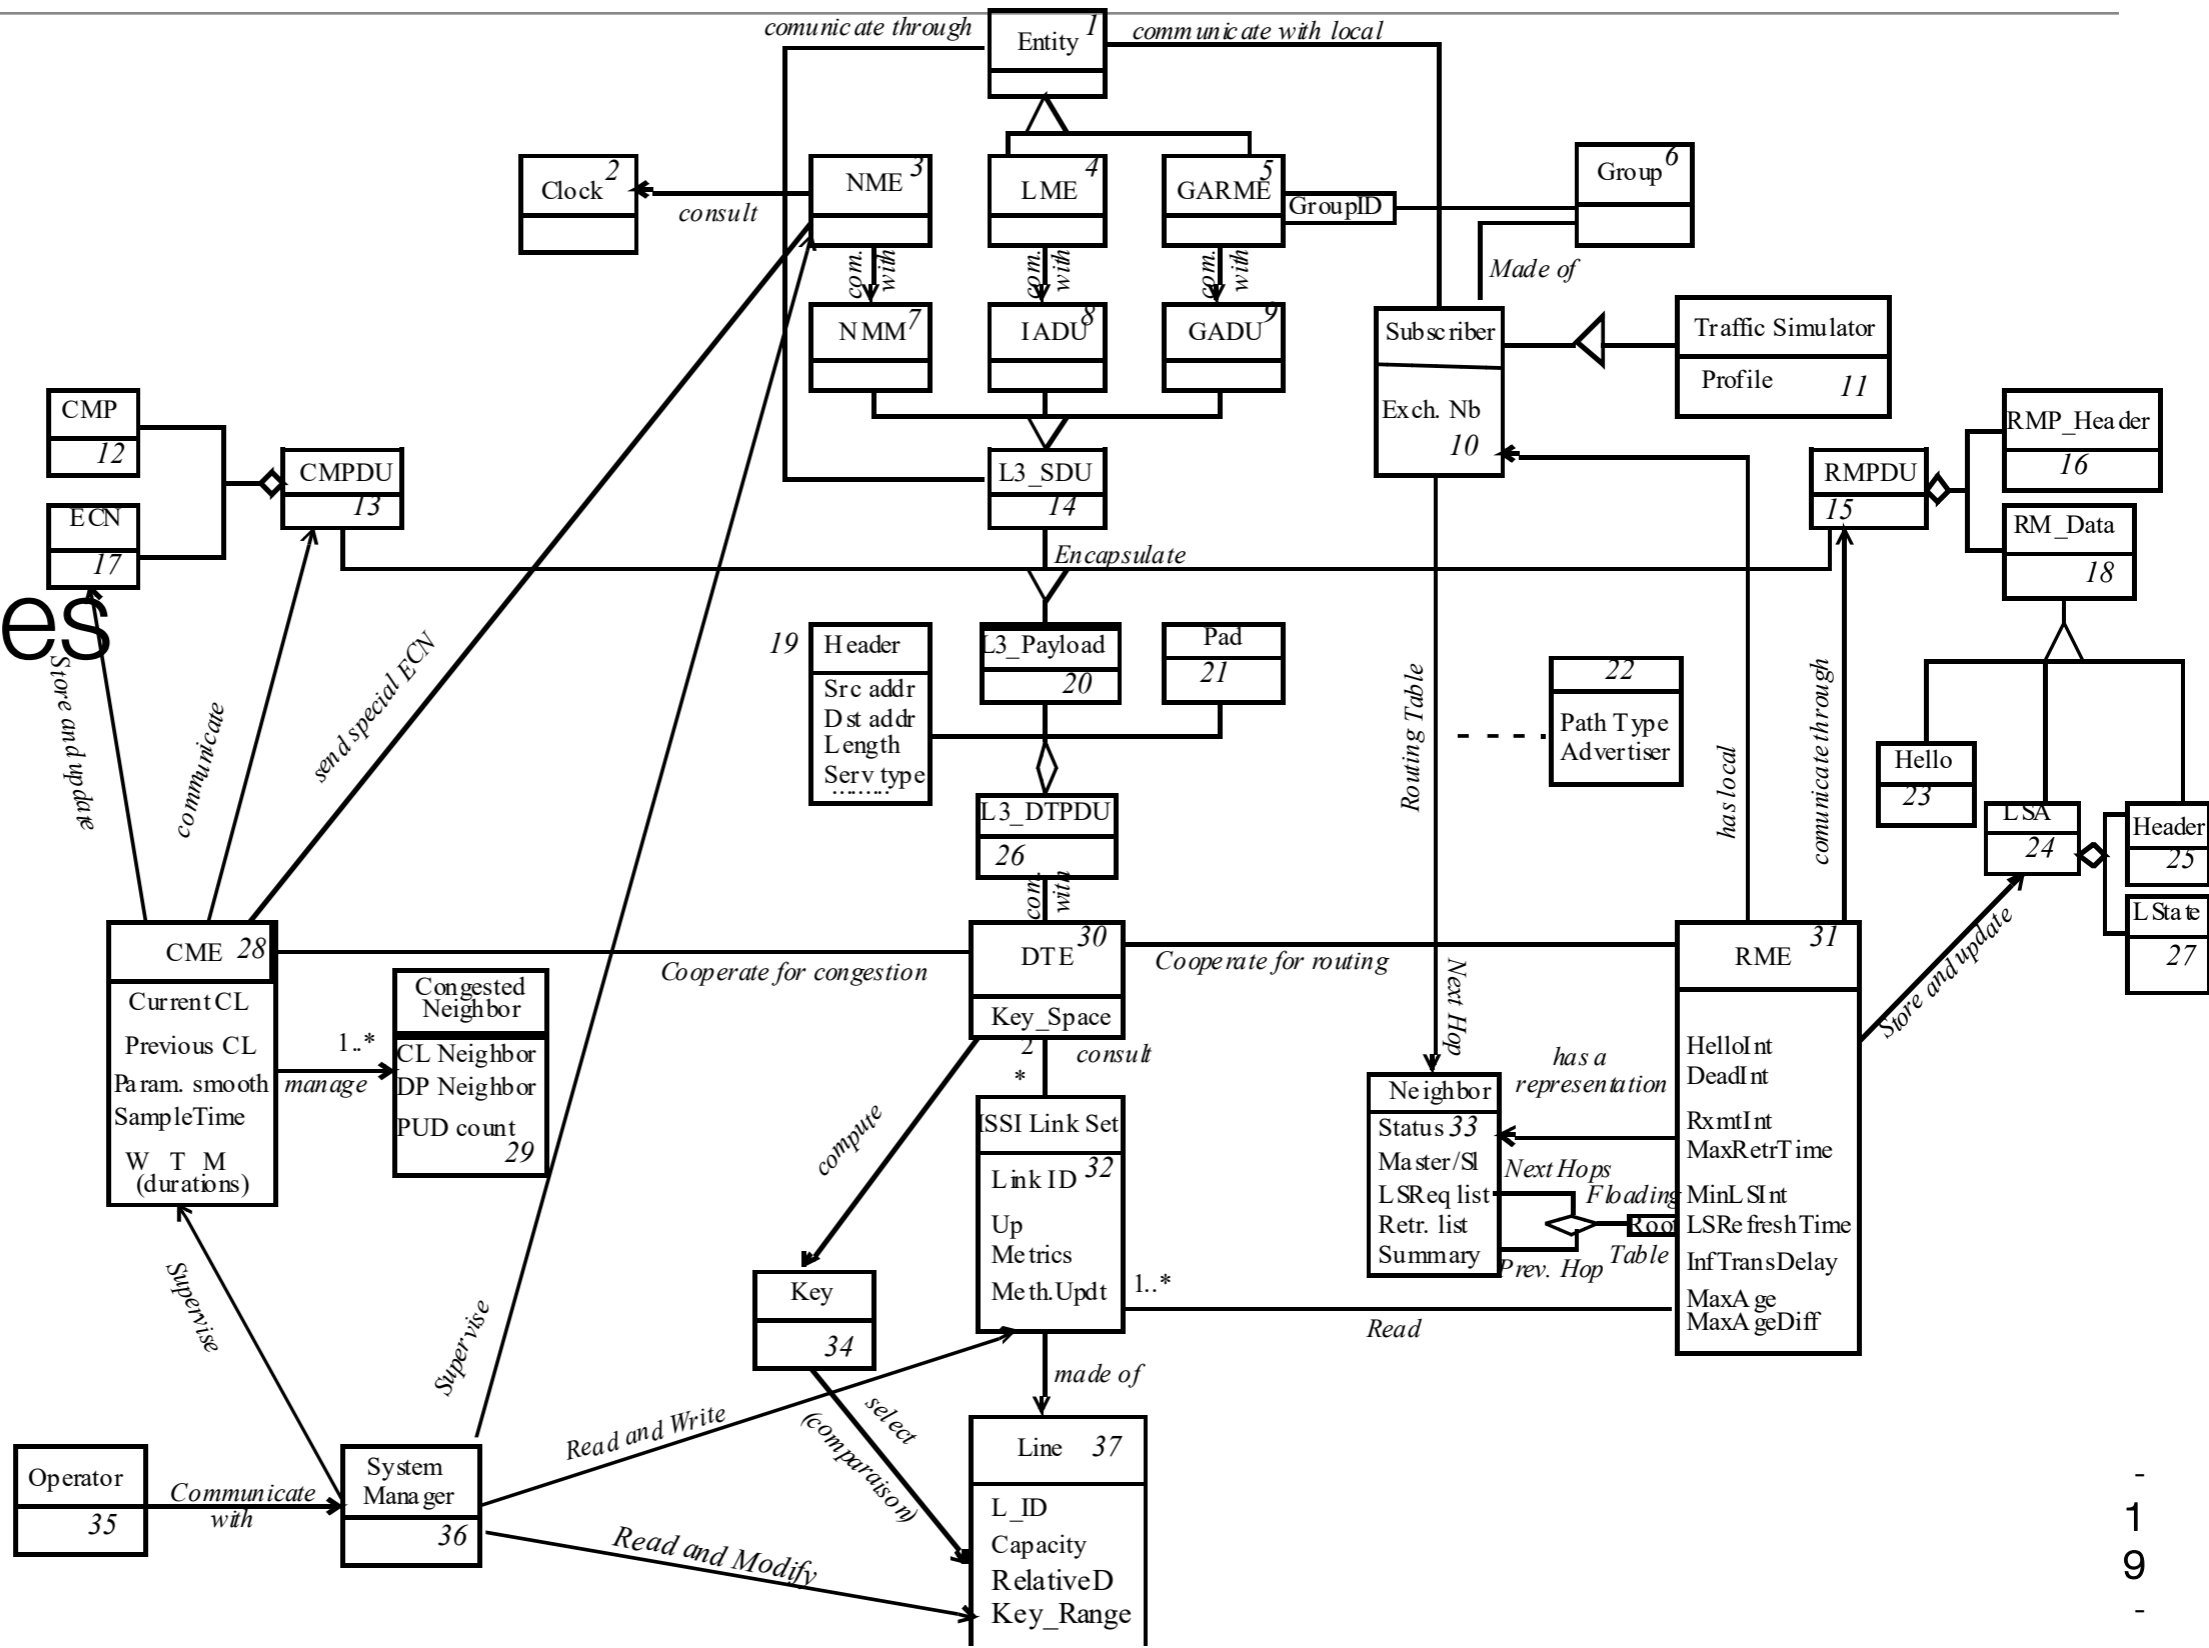 comunicate through
Entity
1
communicate with local
Clock
2
consult
NME
3
LME
4
GARME
5
GroupID
Group
6
Made of
com.
with
com.
with
com.
with
NMM
7
IADU
8
GADU
9
Subscriber
Exch. Nb
10
Traffic Simulator
Profile
11
CMP
12
CMPDU
13
ECN
17
L3_SDU
14
RMPDU
15
RMP_Header
16
RM_Data
18
Encapsulate
es
Store and update
communicate
send special ECN
19
Header
Src addr
Dst addr
Length
Serv type
.........
L3_Payload
20
Pad
21
Routing Table
22
Path Type
Advertiser
has local
comunicate through
Hello
23
LSA
24
Header
25
LState
27
L3_DTPDU
26
com.
with
CME
28
Current CL
Previous CL
Param. smooth
SampleTime
W T M
(durations)
1..*
manage
Congested
Neighbor
CL Neighbor
DP Neighbor
PUD count
29
Cooperate for congestion
DTE
30
Key_Space
Cooperate for routing
Next Hop
RME
31
HelloInt
DeadInt
RxmtInt
MaxRetrTime
MinLSInt
LSRefreshTime
InfTransDelay
MaxAge
MaxAgeDiff
Store and update
2
*
consult
compute
ISSI Link Set
Link ID
32
Up
Metrics
Meth.Updt
1..*
Read
has a
representation
Neighbor
Status
33
Master/Sl
LSReq list
Retr. list
Summary
Next Hops
Floading
Root
Table
Prev. Hop
Supervise
Supervise
Key
34
made of
select
(comparaison)
Read and Write
Operator
35
Communicate
with
System
Manager
36
Read and Modify
Line
37
L_ID
Capacity
RelativeD
Key_Range
-
1
9
-